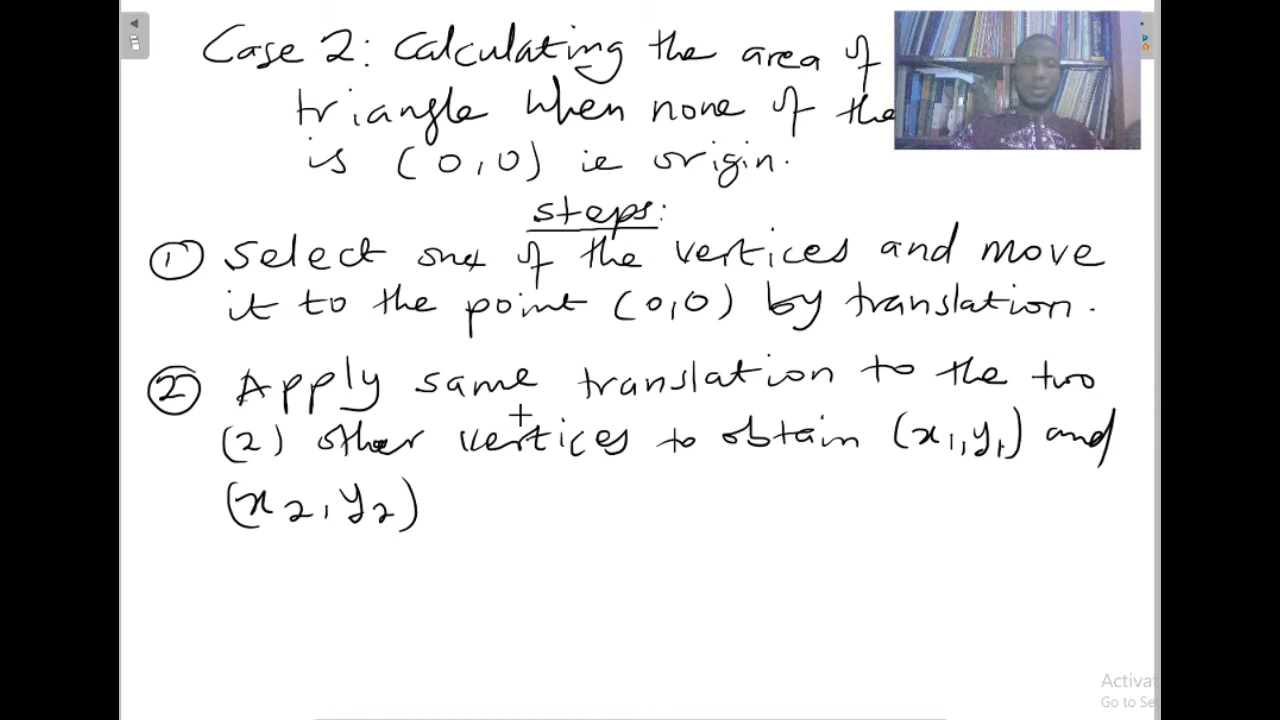 Case 2: Calculating the area of
triangle when none of the
is (0,0) ie origin.
steps:
① Select one of the vertices and move
it to the point (0,0) by translation.
② Apply same translation to the two
(2) other vertices to obtain (x₁,y₁) and
(x₂,y₂)
Activat
Go to Se